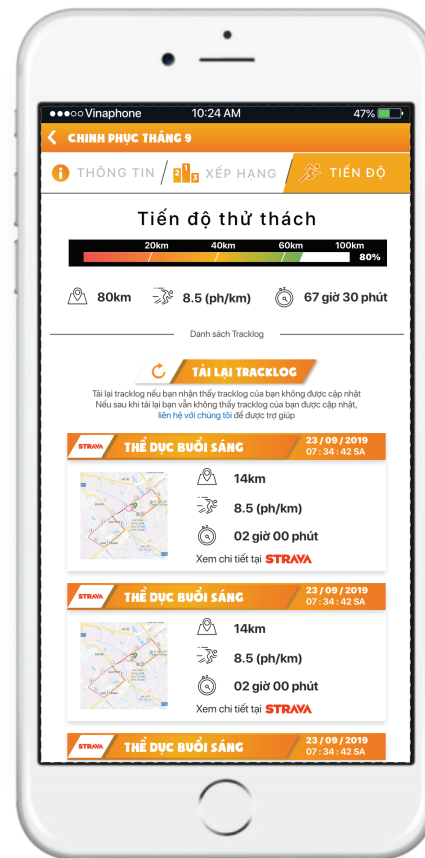 Vinaphone 10:24 AM 47%
CHINH PHỤC THÁNG 9
THÔNG TIN XẾP HẠNG TIẾN ĐỘ
Tiến độ thử thách
20km 40km 60km 100km
80%
80km 8.5 (ph/km) 67 giờ 30 phút
Danh sách Tracklog
TẢI LẠI TRACKLOG
Tải lại tracklog nếu bạn nhận thấy tracklog của bạn không được cập nhật
Nếu sau khi tải lại bạn vẫn không thấy tracklog của bạn được cập nhật,
liên hệ với chúng tôi để được trợ giúp
STRAVA THỂ DỤC BUỔI SÁNG 23 / 09 / 2019
07 : 34 : 42 SA
14km
8.5 (ph/km)
02 giờ 00 phút
Xem chi tiết tại STRAVA
STRAVA THỂ DỤC BUỔI SÁNG 23 / 09 / 2019
07 : 34 : 42 SA
14km
8.5 (ph/km)
02 giờ 00 phút
Xem chi tiết tại STRAVA
STRAVA THỂ DỤC BUỔI SÁNG 23 / 09 / 2019
07 : 34 : 42 SA